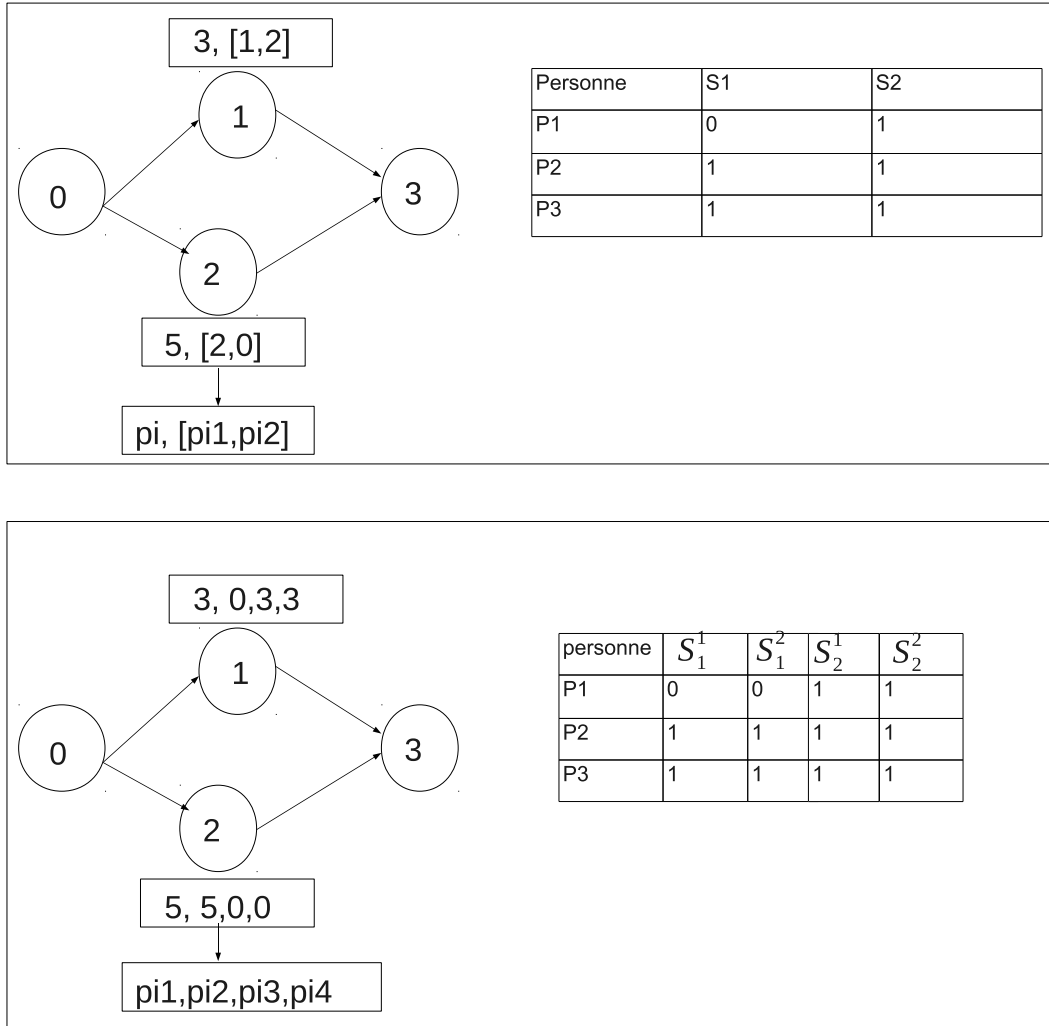 3, [1,2]
1
0
3
2
5, [2,0]
pi, [pi1,pi2]
Personne S1 S2
P1 0 1
P2 1 1
P3 1 1
3, 0,3,3
1
0
3
2
5, 5,0,0
pi1,pi2,pi3,pi4
personne S₁¹ S₁² S₂¹ S₂²
P1 0 0 1 1
P2 1 1 1 1
P3 1 1 1 1